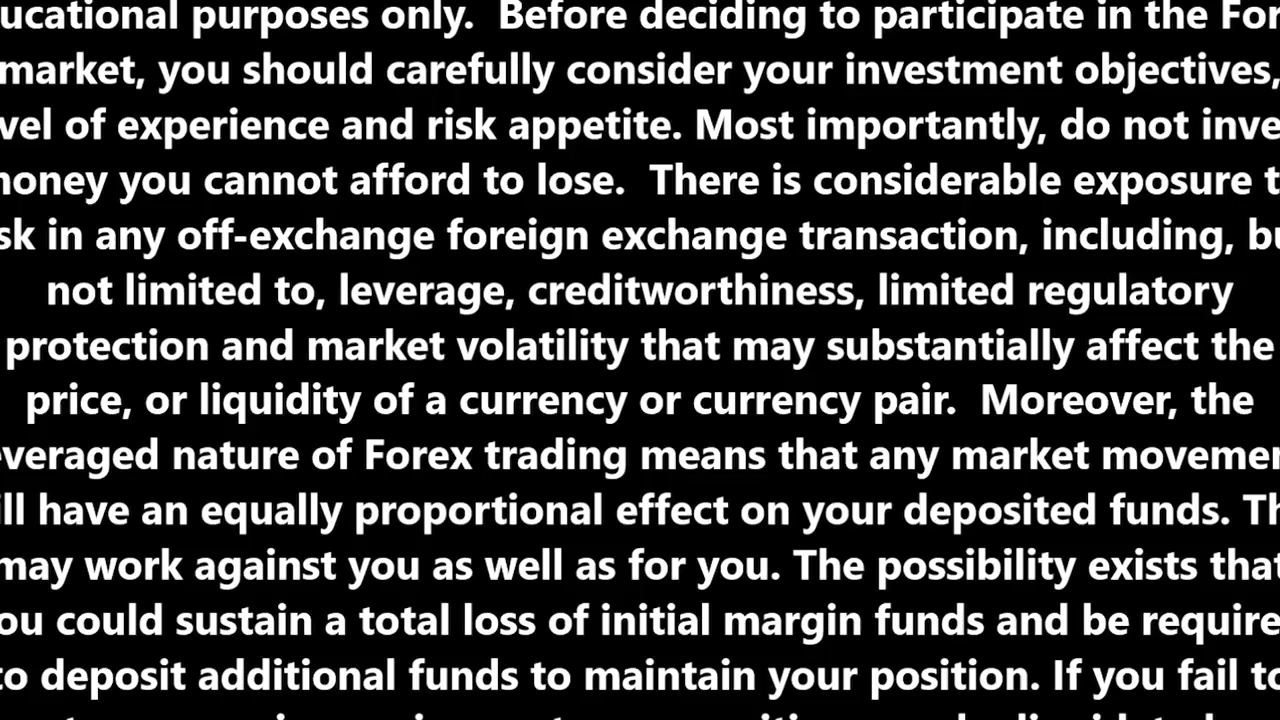 ucational purposes only.  Before deciding to participate in the For
market, you should carefully consider your investment objectives,
vel of experience and risk appetite. Most importantly, do not inve
oney you cannot afford to lose.  There is considerable exposure t
sk in any off-exchange foreign exchange transaction, including, bu
not limited to, leverage, creditworthiness, limited regulatory
protection and market volatility that may substantially affect the
price, or liquidity of a currency or currency pair.  Moreover, the
everaged nature of Forex trading means that any market movemen
ill have an equally proportional effect on your deposited funds. Th
may work against you as well as for you. The possibility exists that
ou could sustain a total loss of initial margin funds and be require
to deposit additional funds to maintain your position. If you fail to